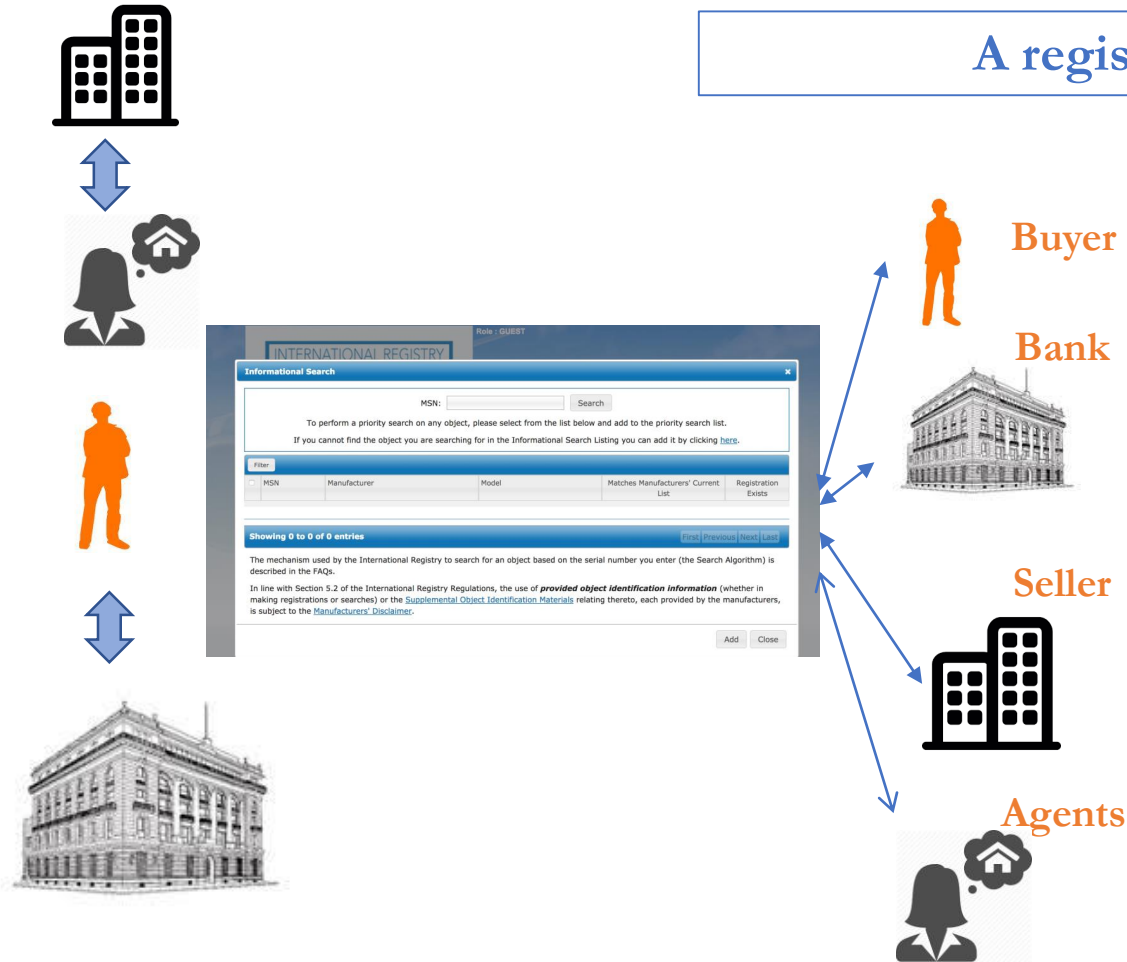 A regis
Buyer
Bank
Role : GUEST
INTERNATIONAL REGISTRY
Informational Search ×
MSN: Search
To perform a priority search on any object, please select from the list below and add to the priority search list.
If you cannot find the object you are searching for in the Informational Search Listing you can add it by clicking here.
Filter
MSN Manufacturer Model Matches Manufacturers' Current Registration
List Exists
Showing 0 to 0 of 0 entries First Previous Next Last
The mechanism used by the International Registry to search for an object based on the serial number you enter (the Search Algorithm) is
described in the FAQs.
In line with Section 5.2 of the International Registry Regulations, the use of provided object identification information (whether in
making registrations or searches) or the Supplemental Object Identification Materials relating thereto, each provided by the manufacturers,
is subject to the Manufacturers' Disclaimer.
Add Close
Seller
Agents